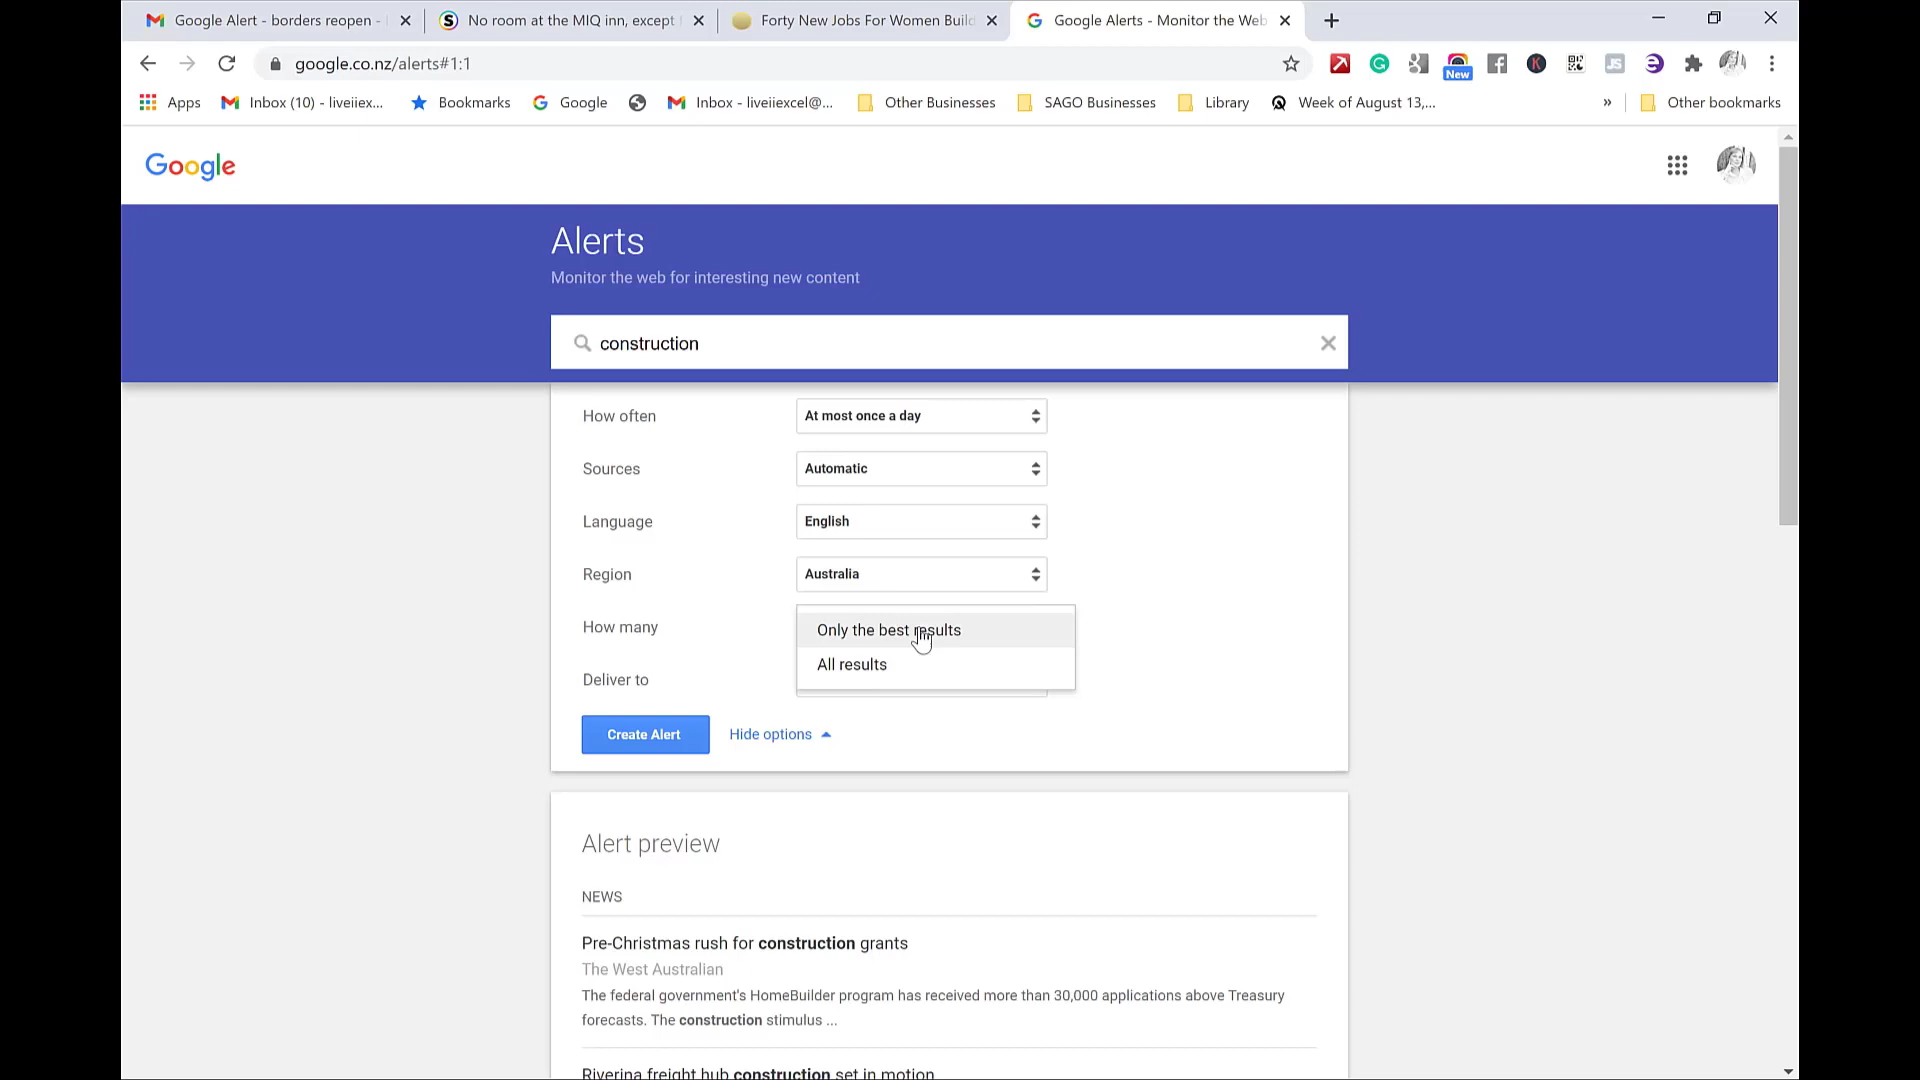 Google Alert - borders reopen -
No room at the MIQ inn, except
Forty New Jobs For Women Build
Google Alerts - Monitor the Web
google.co.nz/alerts#1:1
New
Apps
Inbox (10) - liveiiex...
Bookmarks
Google
Inbox - liveiiexcel@...
Other Businesses
SAGO Businesses
Library
Week of August 13,...
»
Other bookmarks
Google
Alerts
Monitor the web for interesting new content
construction
How often
At most once a day
Sources
Automatic
Language
English
Region
Australia
How many
Only the best results
All results
Deliver to
Create Alert
Hide options
Alert preview
NEWS
Pre-Christmas rush for construction grants
The West Australian
The federal government's HomeBuilder program has received more than 30,000 applications above Treasury
forecasts. The construction stimulus ...
Riverina freight hub construction set in motion